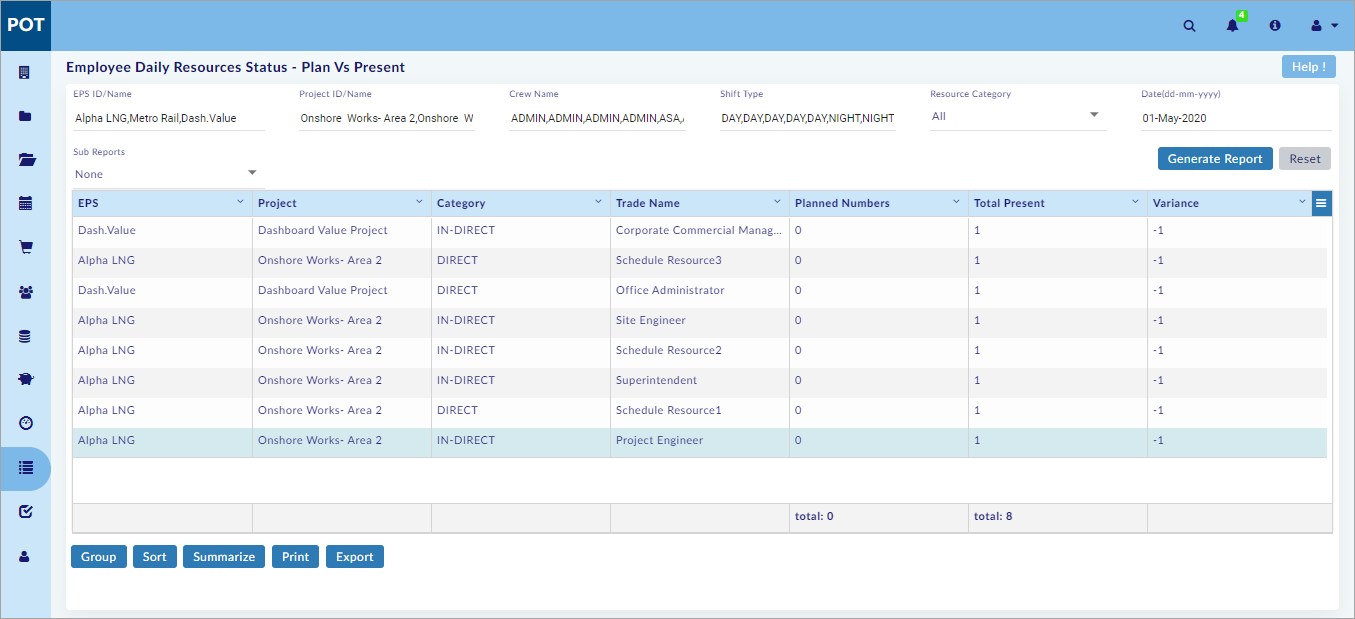 POT
4
Employee Daily Resources Status - Plan Vs Present
Help !
EPS ID/Name Project ID/Name Crew Name Shift Type Resource Category Date(dd-mm-yyyy)
Alpha LNG,Metro Rail,Dash.Value Onshore Works- Area 2,Onshore W ADMIN,ADMIN,ADMIN,ADMIN,ASA, DAY,DAY,DAY,DAY,DAY,NIGHT,NIGHT All 01-May-2020
Sub Reports
None
Generate Report Reset
EPS Project Category Trade Name Planned Numbers Total Present Variance
Dash.Value Dashboard Value Project IN-DIRECT Corporate Commercial Manag... 0 1 -1
Alpha LNG Onshore Works- Area 2 DIRECT Schedule Resource3 0 1 -1
Dash.Value Dashboard Value Project DIRECT Office Administrator 0 1 -1
Alpha LNG Onshore Works- Area 2 IN-DIRECT Site Engineer 0 1 -1
Alpha LNG Onshore Works- Area 2 IN-DIRECT Schedule Resource2 0 1 -1
Alpha LNG Onshore Works- Area 2 IN-DIRECT Superintendent 0 1 -1
Alpha LNG Onshore Works- Area 2 DIRECT Schedule Resource1 0 1 -1
Alpha LNG Onshore Works- Area 2 IN-DIRECT Project Engineer 0 1 -1
total: 0 total: 8
Group Sort Summarize Print Export